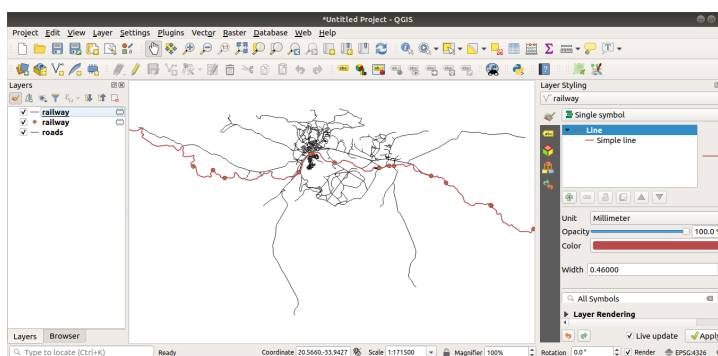 *Untitled Project - QGIS
Project Edit View Layer Settings Plugins Vector Raster Database Web Help
Layers
railway
railway
roads
Layers Browser
Layer Styling
railway
Single symbol
Line
Simple line
Unit Millimeter
Opacity 100.0 %
Color
Width 0.46000
All Symbols
Layer Rendering
Live update Apply
Type to locate (Ctrl+K) Ready Coordinate 20.5660,-33.9427 Scale 1:171500 Magnifier 100% Rotation 0.0° Render EPSG:4326